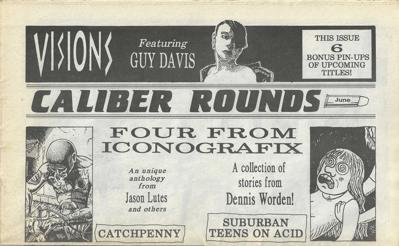 VISIONS
Featuring
GUY DAVIS
THIS ISSUE
6
BONUS PIN-UPS
OF UPCOMING
TITLES!
CALIBER ROUNDS
June
FOUR FROM
ICONOGRAFIX
An unique
anthology
from
Jason Lutes
and others
CATCHPENNY
A collection of
stories from
Dennis Worden!
SUBURBAN
TEENS ON ACID